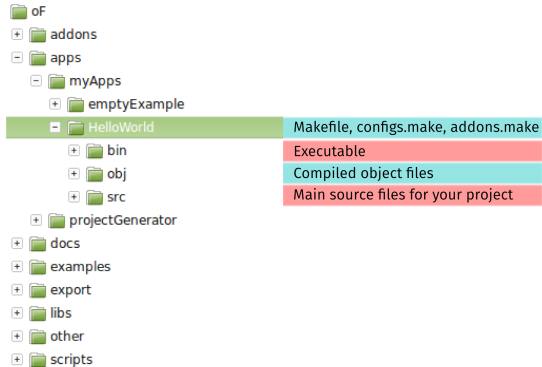 oF
addons
apps
myApps
emptyExample
HelloWorld Makefile, configs.make, addons.make
bin Executable
obj Compiled object files
src Main source files for your project
projectGenerator
docs
examples
export
libs
other
scripts